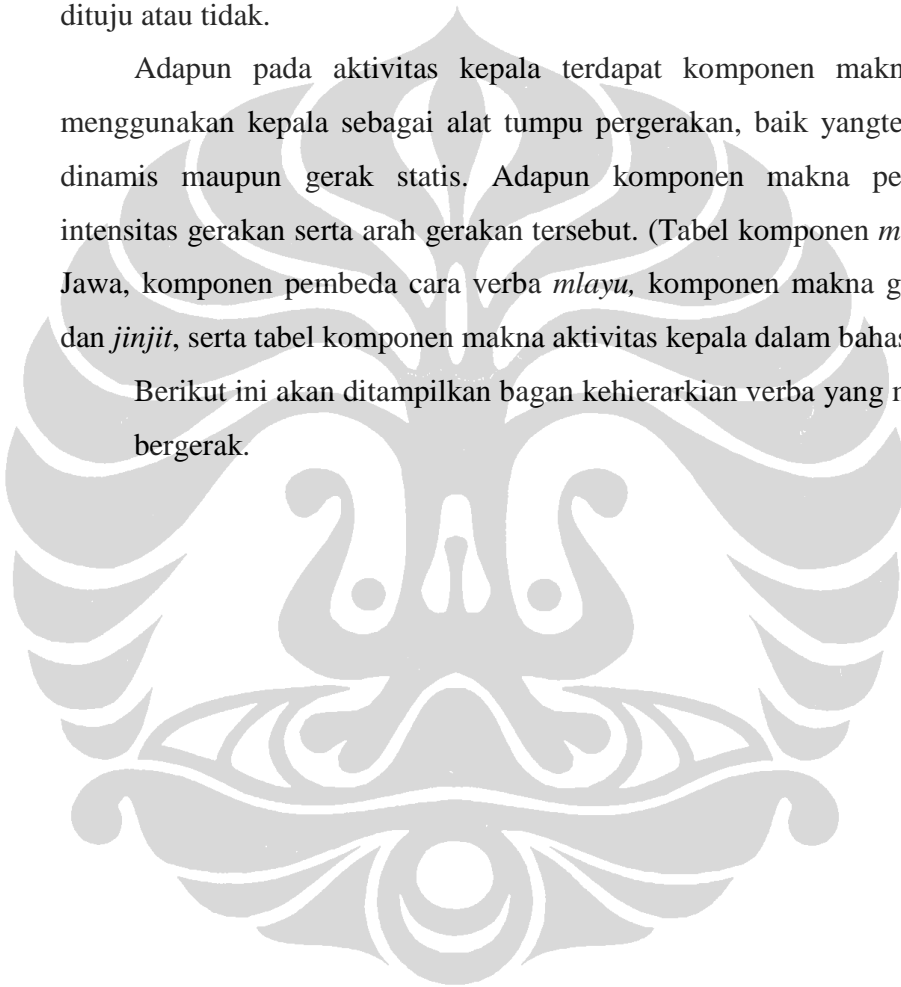 dituju atau tidak.
Adapun pada aktivitas kepala terdapat komponen makn
menggunakan kepala sebagai alat tumpu pergerakan, baik yangte
dinamis maupun gerak statis. Adapun komponen makna pe
intensitas gerakan serta arah gerakan tersebut. (Tabel komponen m
Jawa, komponen pembeda cara verba mlayu, komponen makna g
dan jinjit, serta tabel komponen makna aktivitas kepala dalam bahas
Berikut ini akan ditampilkan bagan kehierarkian verba yang
bergerak.